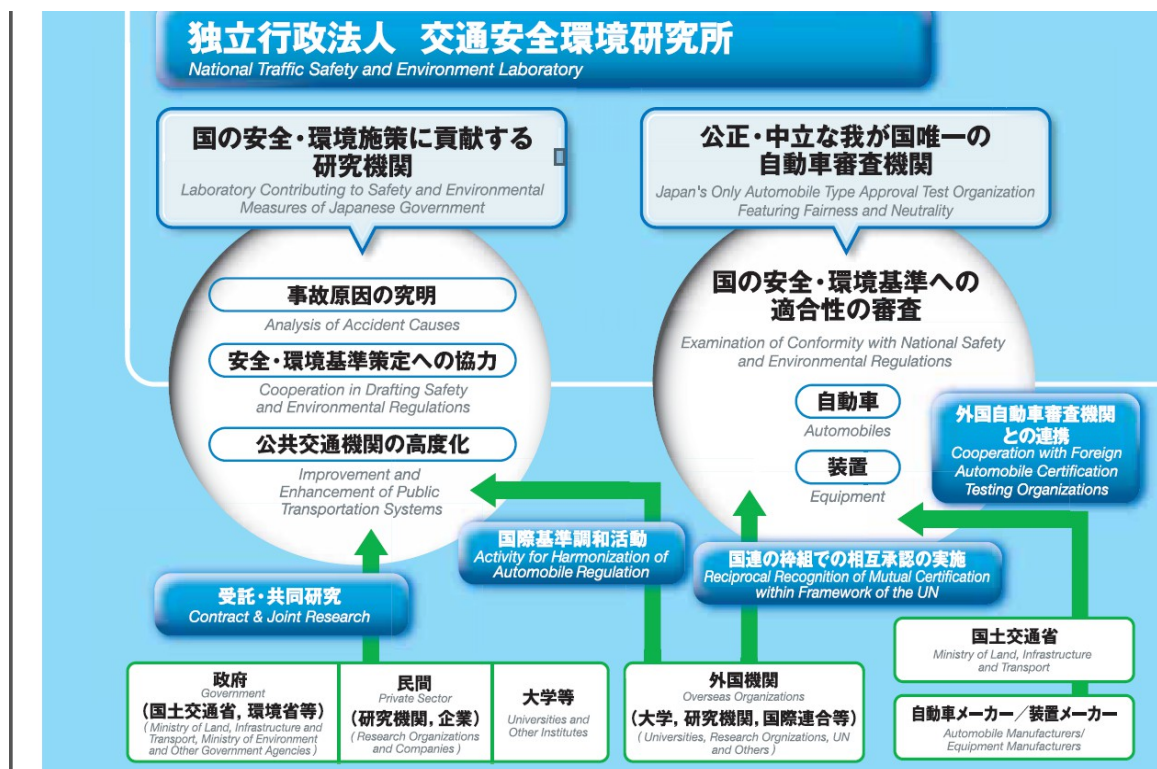 独立行政法人 交通安全環境研究所
National Traffic Safety and Environment Laboratory
国の安全・環境施策に貢献する
研究機関
Laboratory Contributing to Safety and Environmental
Measures of Japanese Government
事故原因の究明
Analysis of Accident Causes
安全・環境基準策定への協力
Cooperation in Drafting Safety
and Environmental Regulations
公共交通機関の高度化
Improvement and
Enhancement of Public
Transportation Systems
公正・中立な我が国唯一の
自動車審査機関
Japan's Only Automobile Type Approval Test Organization
Featuring Fairness and Neutrality
国の安全・環境基準への
適合性の審査
Examination of Conformity with National Safety
and Environmental Regulations
自動車
Automobiles
装置
Equipment
外国自動車審査機関
との連携
Cooperation with Foreign
Automobile Certification
Testing Organizations
国際基準調和活動
Activity for Harmonization of
Automobile Regulation
国連の枠組での相互承認の実施
Reciprocal Recognition of Mutual Certification
within Framework of the UN
受託・共同研究
Contract & Joint Research
政府
Government
(国土交通省, 環境省等)
( Ministry of Land, Infrastructure and
Transport, Ministry of Environment
and Other Government Agencies )
民間
Private Sector
(研究機関, 企業)
( Research Organizations
and Companies )
大学等
Universities and
Other Institutes
外国機関
Overseas Organizations
(大学, 研究機関, 国際連合等)
( Universities, Research Orgnizations, UN
and Others )
国土交通省
Ministry of Land, Infrastructure
and Transport
自動車メーカー／装置メーカー
Automobile Manufacturers/
Equipment Manufacturers